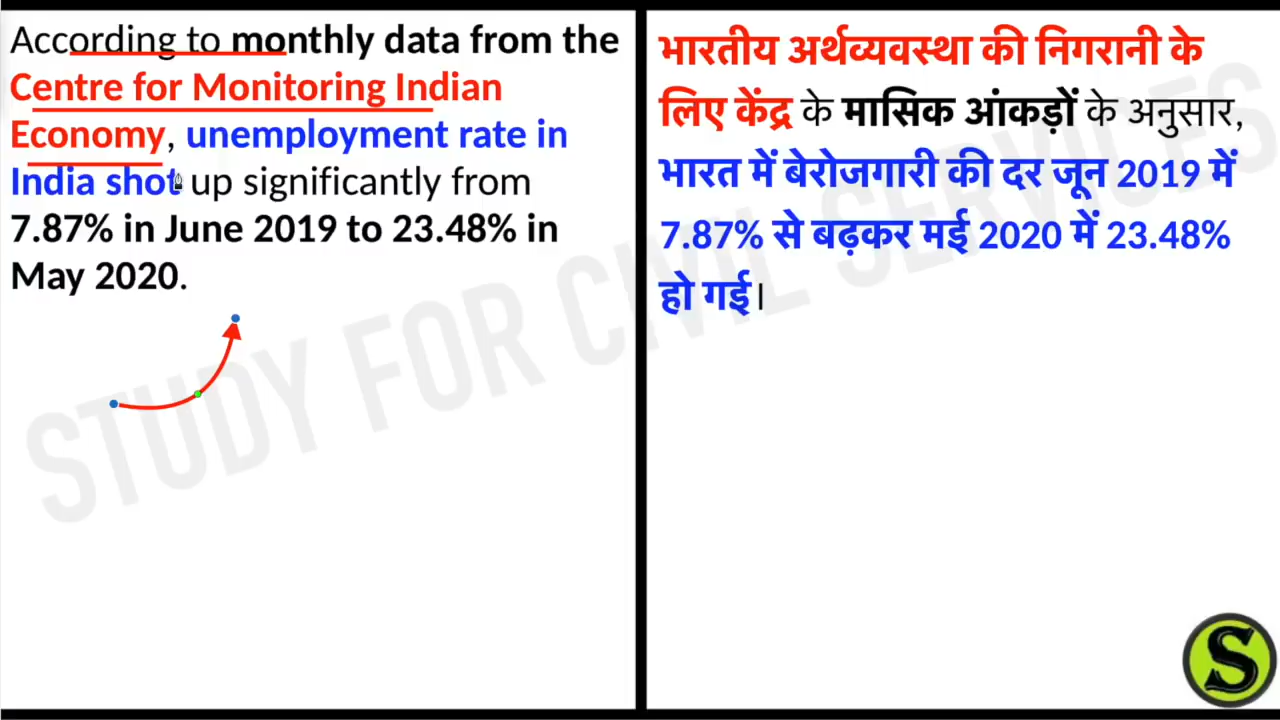 According to monthly data from the
Centre for Monitoring Indian
Economy, unemployment rate in
India shot up significantly from
7.87% in June 2019 to 23.48% in
May 2020.
भारतीय अर्थव्यवस्था की निगरानी के
लिए केंद्र के मासिक आंकड़ों के अनुसार,
भारत में बेरोजगारी की दर जून 2019 में
7.87% से बढ़कर मई 2020 में 23.48%
हो गई।
STUDY FOR CIVIL SERVICES
S